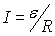 I = ε/R